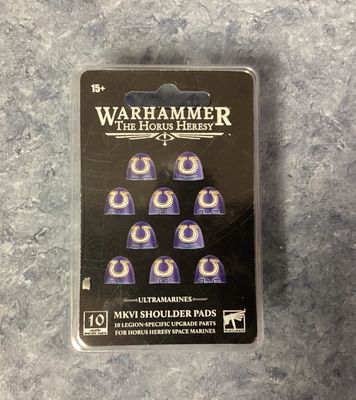 15+
WARHAMMER
THE HORUS HERESY
ULTRAMARINES
10
MKVI SHOULDER PADS
10 LEGION-SPECIFIC UPGRADE PARTS
FOR HORUS HERESY SPACE MARINES